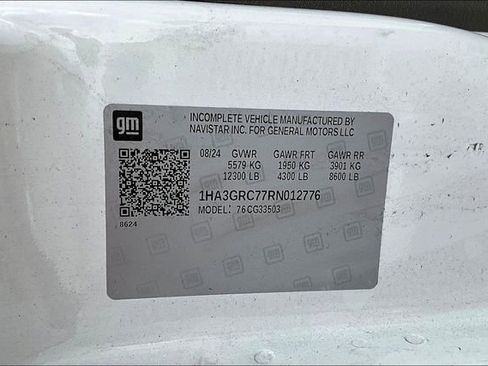 gm
INCOMPLETE VEHICLE MANUFACTURED BY
NAVISTAR INC. FOR GENERAL MOTORS LLC
08/24 GVWR GAWR FRT GAWR RR
5579 KG 1950 KG 3901 KG
12300 LB 4300 LB 8600 LB
1HA3GRC77RN012776
MODEL: 76CG33503
8624